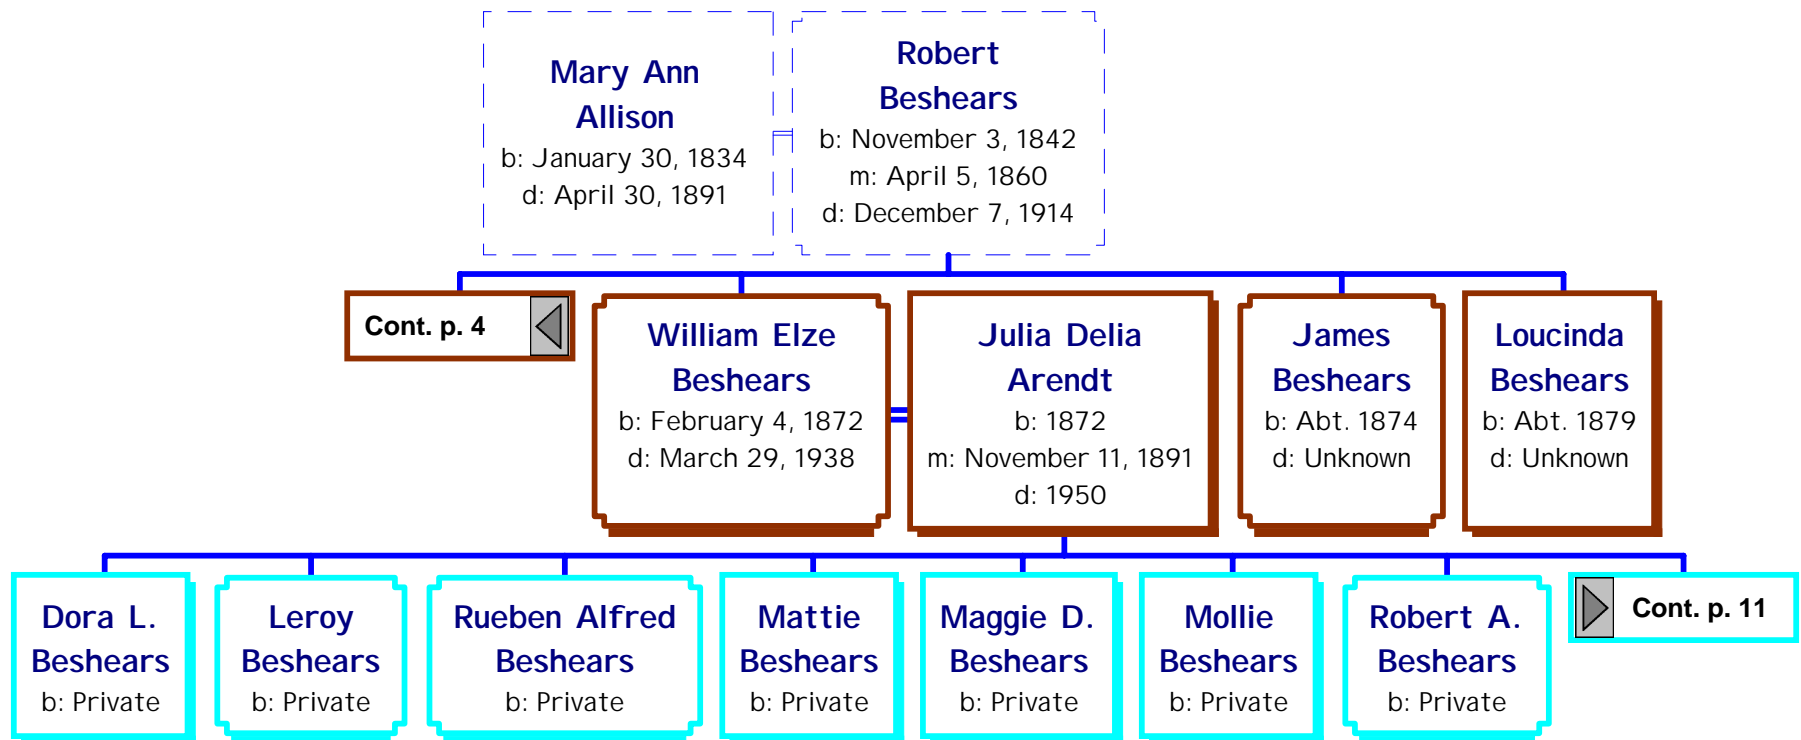 Mary Ann
Allison
b: January 30, 1834
d: April 30, 1891
Robert
Beshears
b: November 3, 1842
m: April 5, 1860
d: December 7, 1914
Cont. p. 4
William Elze
Beshears
b: February 4, 1872
d: March 29, 1938
Julia Delia
Arendt
b: 1872
m: November 11, 1891
d: 1950
James
Beshears
b: Abt. 1874
d: Unknown
Loucinda
Beshears
b: Abt. 1879
d: Unknown
Dora L.
Beshears
b: Private
Leroy
Beshears
b: Private
Rueben Alfred
Beshears
b: Private
Mattie
Beshears
b: Private
Maggie D.
Beshears
b: Private
Mollie
Beshears
b: Private
Robert A.
Beshears
b: Private
Cont. p. 11